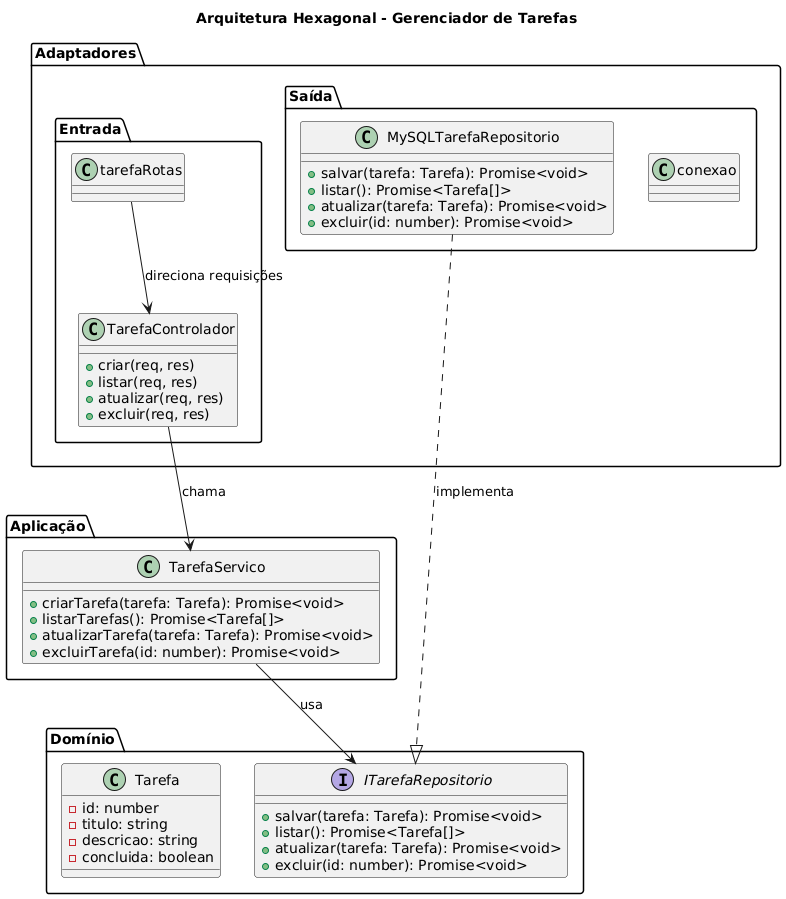 Arquitetura Hexagonal - Gerenciador de Tarefas
Adaptadores
Saída
C MySQLTarefaRepositorio
salvar(tarefa: Tarefa): Promise<void>
listar(): Promise<Tarefa[]>
atualizar(tarefa: Tarefa): Promise<void>
excluir(id: number): Promise<void>
C conexao
Entrada
C tarefaRotas
direciona requisições
C TarefaControlador
criar(req, res)
listar(req, res)
atualizar(req, res)
excluir(req, res)
chama
implementa
Aplicação
C TarefaServico
criarTarefa(tarefa: Tarefa): Promise<void>
listarTarefas(): Promise<Tarefa[]>
atualizarTarefa(tarefa: Tarefa): Promise<void>
excluirTarefa(id: number): Promise<void>
usa
Domínio
C Tarefa
id: number
titulo: string
descricao: string
concluida: boolean
I ITarefaRepositorio
salvar(tarefa: Tarefa): Promise<void>
listar(): Promise<Tarefa[]>
atualizar(tarefa: Tarefa): Promise<void>
excluir(id: number): Promise<void>